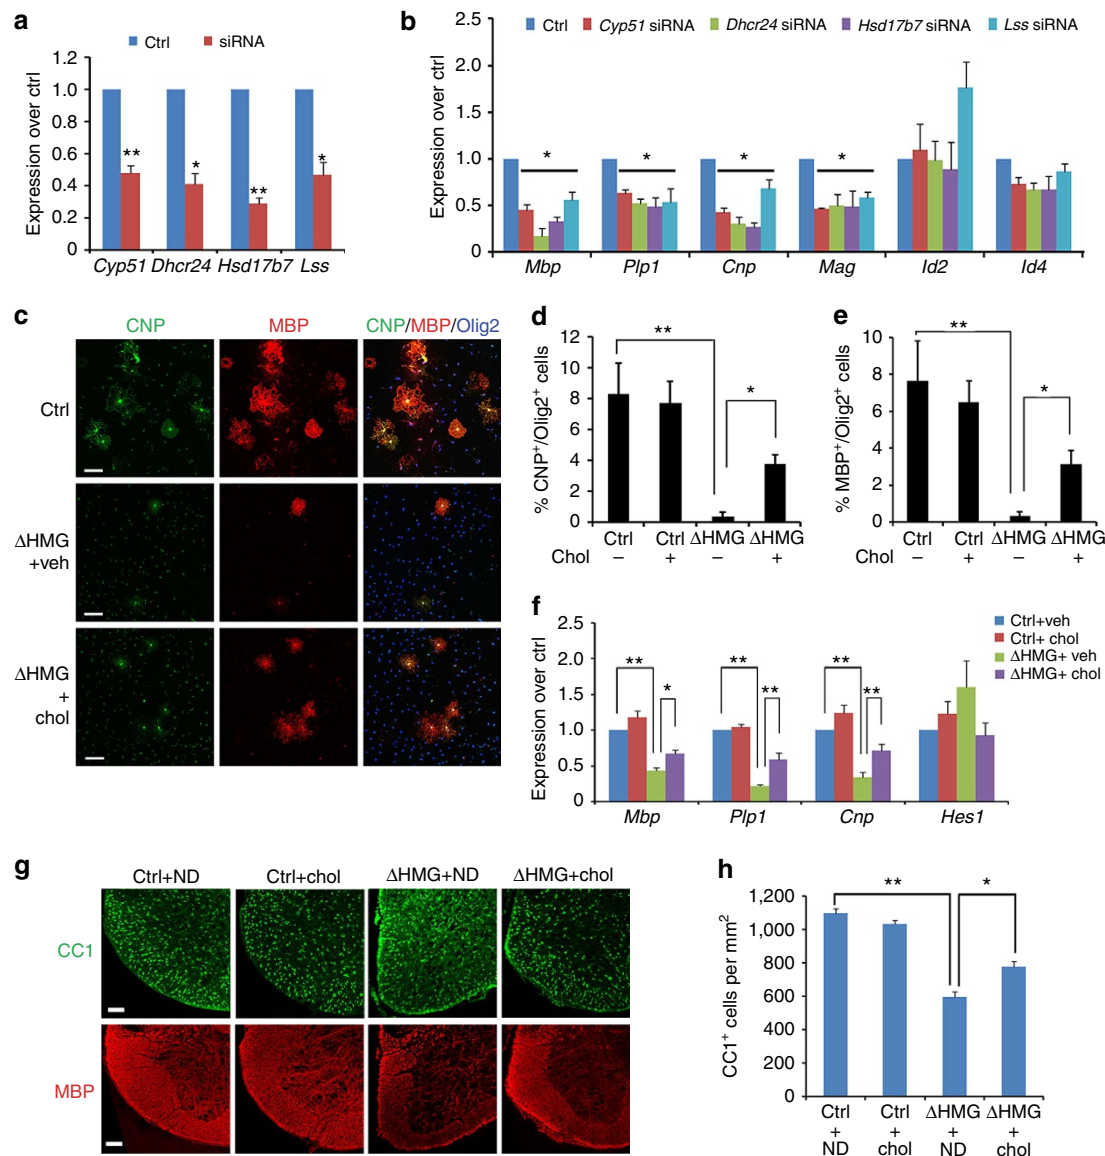 a
Ctrl siRNA
Expression over ctrl
1.2
1.0
0.8
0.6
0.4
0.2
0
** * ** *
Cyp51 Dhcr24 Hsd17b7 Lss
b
Ctrl Cyp51 siRNA Dhcr24 siRNA Hsd17b7 siRNA Lss siRNA
Expression over ctrl
2.5
2.0
1.5
1.0
0.5
0
* * * *
Mbp Plp1 Cnp Mag Id2 Id4
c
CNP MBP CNP/MBP/Olig2
Ctrl
ΔHMG
+veh
ΔHMG
+
chol
d
% CNP+/Olig2+ cells
12
10
8
6
4
2
0
** *
Ctrl Ctrl ΔHMG ΔHMG
Chol – + – +
e
% MBP+/Olig2+ cells
10
8
6
4
2
0
** *
Ctrl Ctrl ΔHMG ΔHMG
– + – +
f
Ctrl+veh
Ctrl+ chol
ΔHMG+ veh
ΔHMG+ chol
Expression over ctrl
2.5
2.0
1.5
1.0
0.5
0
** * ** ** ** **
Mbp Plp1 Cnp Hes1
g
Ctrl+ND Ctrl+chol ΔHMG+ND ΔHMG+chol
CC1
MBP
h
CC1+ cells per mm2
1,200
1,000
800
600
400
200
0
** *
Ctrl Ctrl ΔHMG ΔHMG
+ + + +
ND chol ND chol